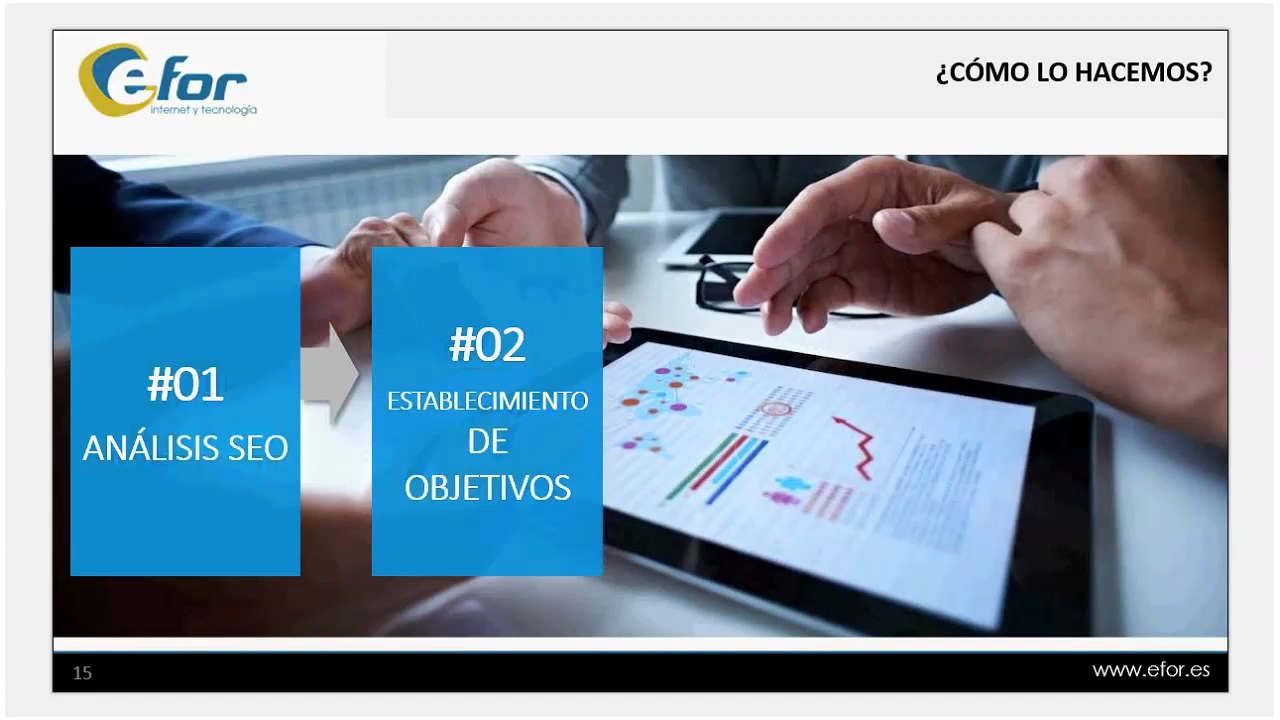 efor
internet y tecnología
¿CÓMO LO HACEMOS?
#01
ANÁLISIS SEO
#02
ESTABLECIMIENTO
DE
OBJETIVOS
15
www.efor.es